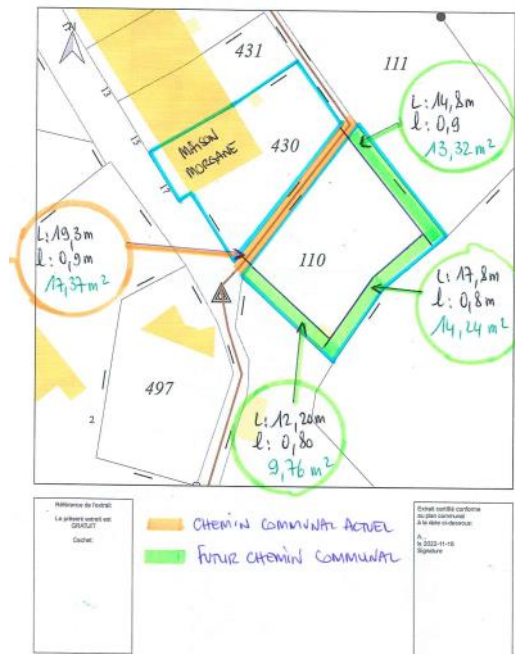 12
431
111
13
L: 14,8m
l: 0,9
13,32 m²
MAISON
MORGANE
430
15
17
L: 19,3m
l: 0,9m
17,37 m²
110
L: 17,8m
l: 0,8m
14,24 m²
497
2
L: 12,20m
l: 0,80
9,76 m²
Référence de l'extrait:
Le présent extrait est
GRATUIT
Cachet:
CHEMIN COMMUNAL ACTUEL
FUTUR CHEMIN COMMUNAL
Extrait certifié conforme
au plan communal
A la date ci-dessous:
A ,
le 2022-11-16
Signature